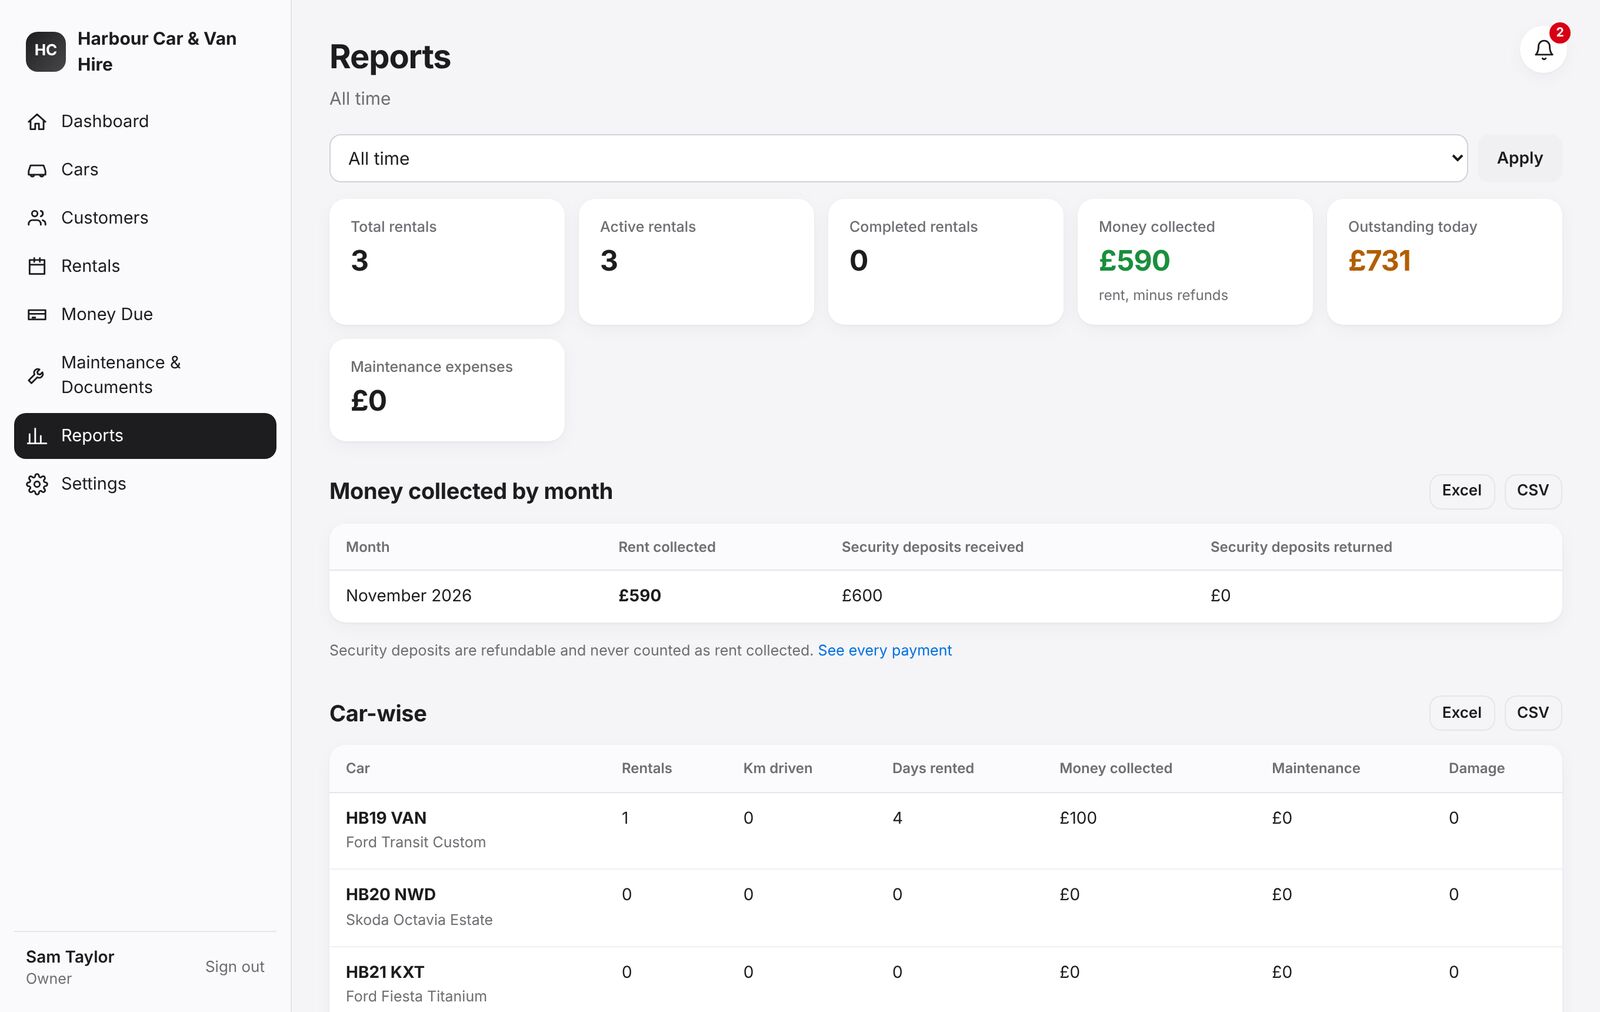 HC
Harbour Car & Van
Hire
Dashboard
Cars
Customers
Rentals
Money Due
Maintenance &
Documents
Reports
Settings
Sam Taylor
Owner
Sign out
Reports
2
All time
All time
Apply
Total rentals
3
Active rentals
3
Completed rentals
0
Money collected
£590
rent, minus refunds
Outstanding today
£731
Maintenance expenses
£0
Money collected by month
Excel
CSV
Month Rent collected Security deposits received Security deposits returned
November 2026 £590 £600 £0
Security deposits are refundable and never counted as rent collected. See every payment
Car-wise
Excel
CSV
Car Rentals Km driven Days rented Money collected Maintenance Damage
HB19 VAN 1 0 4 £100 £0 0
Ford Transit Custom
HB20 NWD 0 0 0 £0 £0 0
Skoda Octavia Estate
HB21 KXT 0 0 0 £0 £0 0
Ford Fiesta Titanium